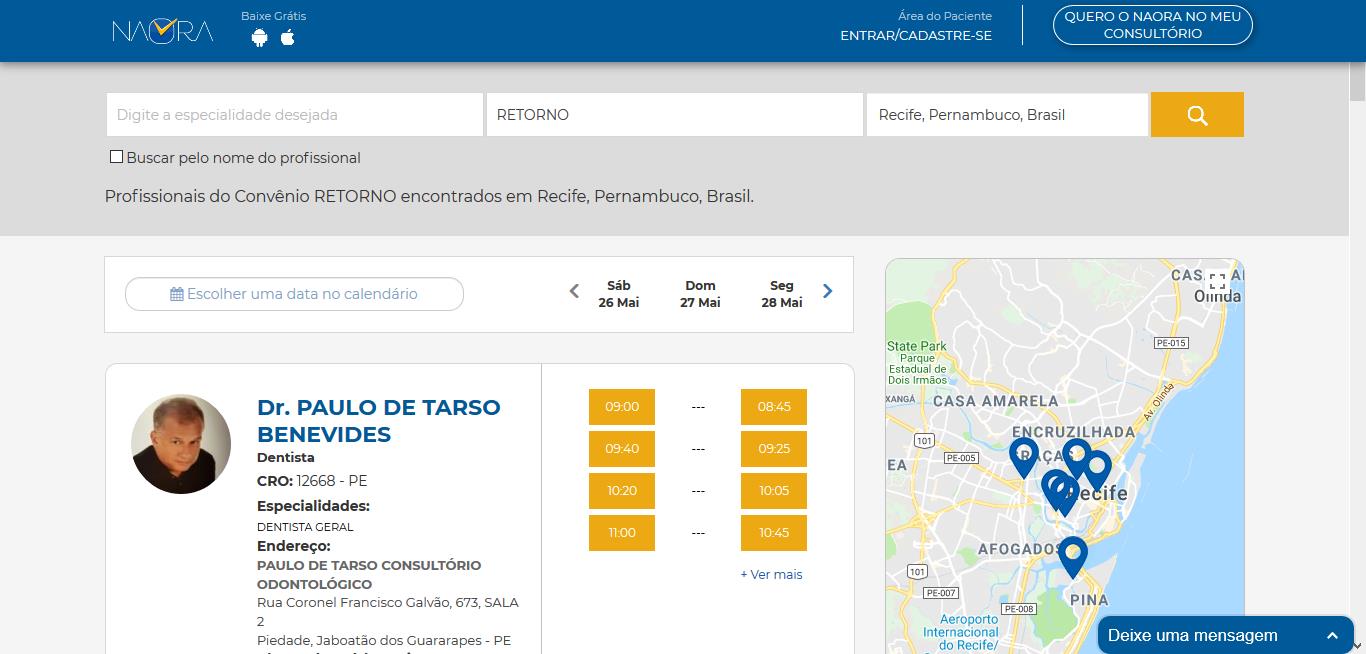 NAORA
Baixe Grátis
Área do Paciente
ENTRAR/CADASTRE-SE
QUERO O NAORA NO MEU
CONSULTÓRIO
Digite a especialidade desejada
RETORNO
Recife, Pernambuco, Brasil
Buscar pelo nome do profissional
Profissionais do Convênio RETORNO encontrados em Recife, Pernambuco, Brasil.
Escolher uma data no calendário
Sáb
26 Mai
Dom
27 Mai
Seg
28 Mai
Dr. PAULO DE TARSO
BENEVIDES
Dentista
CRO: 12668 - PE
Especialidades:
DENTISTA GERAL
Endereço:
PAULO DE TARSO CONSULTÓRIO
ODONTOLÓGICO
Rua Coronel Francisco Galvão, 673, SALA
2
Piedade, Jaboatão dos Guararapes - PE
09:00 --- 08:45
09:40 --- 09:25
10:20 --- 10:05
11:00 --- 10:45
+ Ver mais
Olinda
PE-015
State Park
Parque
Estadual de
Dois Irmãos
XANGÁ
CASA AMARELA
Av. Olinda
ENCRUZILHADA
101
PE-005
GRAÇAS
Recife
AFOGADOS
101
PE-007
PINA
PE-008
Aeroporto
Internacional
do Recife/
Deixe uma mensagem